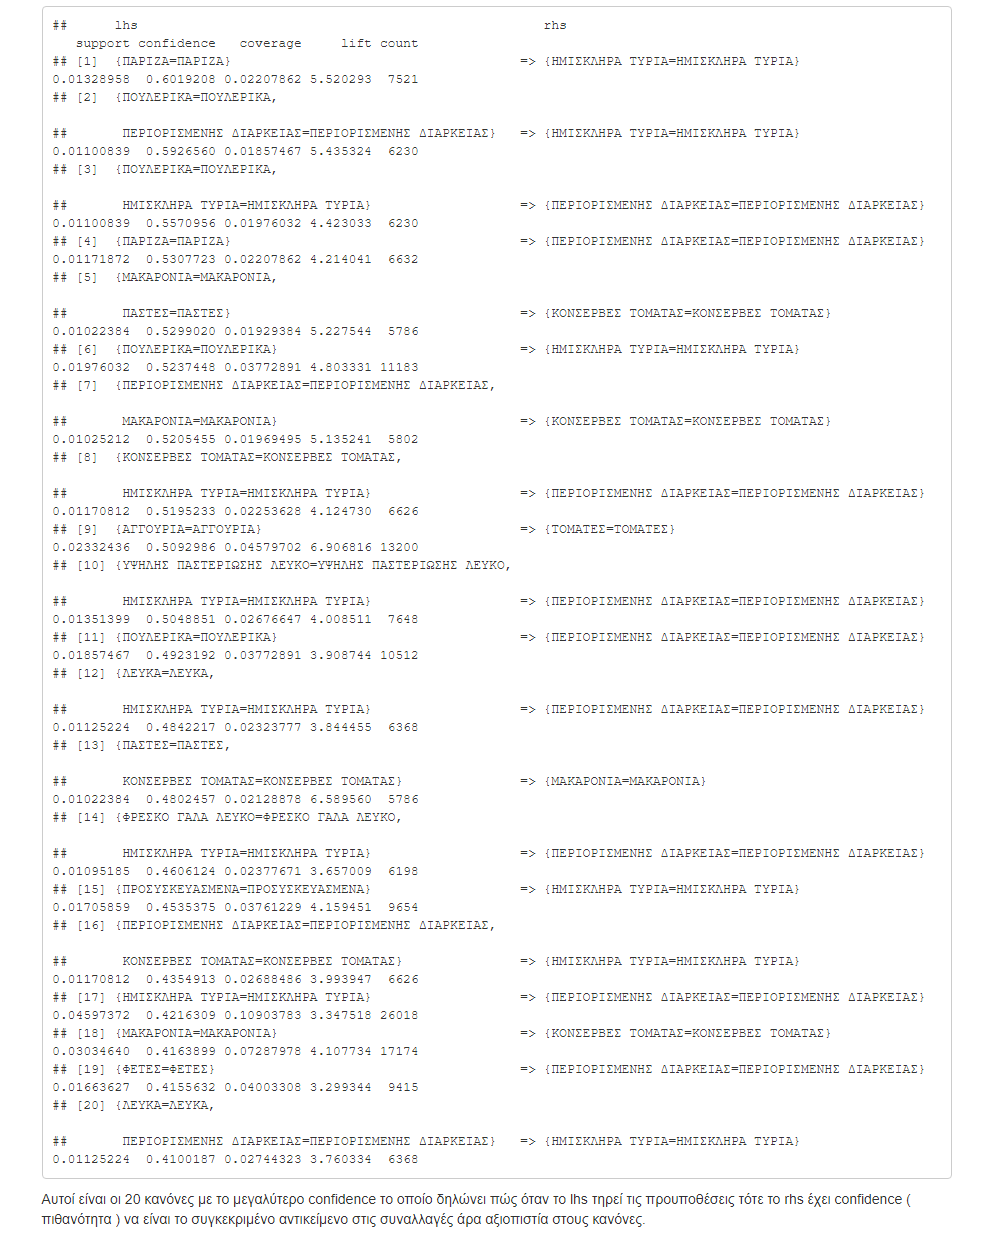 ## lhs rhs
support confidence coverage lift count
## [1] {ΠΑΡΙΖΑ=ΠΑΡΙΖΑ} => {ΗΜΙΣΚΛΗΡΑ ΤΥΡΙΑ=ΗΜΙΣΚΛΗΡΑ ΤΥΡΙΑ}
0.01328958 0.6019208 0.02207862 5.520293 7521
## [2] {ΠΟΥΛΕΡΙΚΑ=ΠΟΥΛΕΡΙΚΑ,
## ΠΕΡΙΟΡΙΣΜΕΝΗΣ ΔΙΑΡΚΕΙΑΣ=ΠΕΡΙΟΡΙΣΜΕΝΗΣ ΔΙΑΡΚΕΙΑΣ} => {ΗΜΙΣΚΛΗΡΑ ΤΥΡΙΑ=ΗΜΙΣΚΛΗΡΑ ΤΥΡΙΑ}
0.01100839 0.5926560 0.01857467 5.435324 6230
## [3] {ΠΟΥΛΕΡΙΚΑ=ΠΟΥΛΕΡΙΚΑ,
## ΗΜΙΣΚΛΗΡΑ ΤΥΡΙΑ=ΗΜΙΣΚΛΗΡΑ ΤΥΡΙΑ} => {ΠΕΡΙΟΡΙΣΜΕΝΗΣ ΔΙΑΡΚΕΙΑΣ=ΠΕΡΙΟΡΙΣΜΕΝΗΣ ΔΙΑΡΚΕΙΑΣ}
0.01100839 0.5570956 0.01976032 4.423033 6230
## [4] {ΠΑΡΙΖΑ=ΠΑΡΙΖΑ} => {ΠΕΡΙΟΡΙΣΜΕΝΗΣ ΔΙΑΡΚΕΙΑΣ=ΠΕΡΙΟΡΙΣΜΕΝΗΣ ΔΙΑΡΚΕΙΑΣ}
0.01171872 0.5307723 0.02207862 4.214041 6632
## [5] {ΜΑΚΑΡΟΝΙΑ=ΜΑΚΑΡΟΝΙΑ,
## ΠΑΣΤΕΣ=ΠΑΣΤΕΣ} => {ΚΟΝΣΕΡΒΕΣ ΤΟΜΑΤΑΣ=ΚΟΝΣΕΡΒΕΣ ΤΟΜΑΤΑΣ}
0.01022384 0.5299020 0.01929384 5.227544 5786
## [6] {ΠΟΥΛΕΡΙΚΑ=ΠΟΥΛΕΡΙΚΑ} => {ΗΜΙΣΚΛΗΡΑ ΤΥΡΙΑ=ΗΜΙΣΚΛΗΡΑ ΤΥΡΙΑ}
0.01976032 0.5237448 0.03772891 4.803331 11183
## [7] {ΠΕΡΙΟΡΙΣΜΕΝΗΣ ΔΙΑΡΚΕΙΑΣ=ΠΕΡΙΟΡΙΣΜΕΝΗΣ ΔΙΑΡΚΕΙΑΣ,
## ΜΑΚΑΡΟΝΙΑ=ΜΑΚΑΡΟΝΙΑ} => {ΚΟΝΣΕΡΒΕΣ ΤΟΜΑΤΑΣ=ΚΟΝΣΕΡΒΕΣ ΤΟΜΑΤΑΣ}
0.01025212 0.5205455 0.01969495 5.135241 5802
## [8] {ΚΟΝΣΕΡΒΕΣ ΤΟΜΑΤΑΣ=ΚΟΝΣΕΡΒΕΣ ΤΟΜΑΤΑΣ,
## ΗΜΙΣΚΛΗΡΑ ΤΥΡΙΑ=ΗΜΙΣΚΛΗΡΑ ΤΥΡΙΑ} => {ΠΕΡΙΟΡΙΣΜΕΝΗΣ ΔΙΑΡΚΕΙΑΣ=ΠΕΡΙΟΡΙΣΜΕΝΗΣ ΔΙΑΡΚΕΙΑΣ}
0.01170812 0.5195233 0.02253628 4.124730 6626
## [9] {ΑΓΓΟΥΡΙΑ=ΑΓΓΟΥΡΙΑ} => {ΤΟΜΑΤΕΣ=ΤΟΜΑΤΕΣ}
0.02332436 0.5092986 0.04579702 6.906816 13200
## [10] {ΥΨΗΛΗΣ ΠΑΣΤΕΡΙΩΣΗΣ ΛΕΥΚΟ=ΥΨΗΛΗΣ ΠΑΣΤΕΡΙΩΣΗΣ ΛΕΥΚΟ,
## ΗΜΙΣΚΛΗΡΑ ΤΥΡΙΑ=ΗΜΙΣΚΛΗΡΑ ΤΥΡΙΑ} => {ΠΕΡΙΟΡΙΣΜΕΝΗΣ ΔΙΑΡΚΕΙΑΣ=ΠΕΡΙΟΡΙΣΜΕΝΗΣ ΔΙΑΡΚΕΙΑΣ}
0.01351399 0.5048851 0.02676647 4.008511 7648
## [11] {ΠΟΥΛΕΡΙΚΑ=ΠΟΥΛΕΡΙΚΑ} => {ΠΕΡΙΟΡΙΣΜΕΝΗΣ ΔΙΑΡΚΕΙΑΣ=ΠΕΡΙΟΡΙΣΜΕΝΗΣ ΔΙΑΡΚΕΙΑΣ}
0.01857467 0.4923192 0.03772891 3.908744 10512
## [12] {ΛΕΥΚΑ=ΛΕΥΚΑ,
## ΗΜΙΣΚΛΗΡΑ ΤΥΡΙΑ=ΗΜΙΣΚΛΗΡΑ ΤΥΡΙΑ} => {ΠΕΡΙΟΡΙΣΜΕΝΗΣ ΔΙΑΡΚΕΙΑΣ=ΠΕΡΙΟΡΙΣΜΕΝΗΣ ΔΙΑΡΚΕΙΑΣ}
0.01125224 0.4842217 0.02323777 3.844455 6368
## [13] {ΠΑΣΤΕΣ=ΠΑΣΤΕΣ,
## ΚΟΝΣΕΡΒΕΣ ΤΟΜΑΤΑΣ=ΚΟΝΣΕΡΒΕΣ ΤΟΜΑΤΑΣ} => {ΜΑΚΑΡΟΝΙΑ=ΜΑΚΑΡΟΝΙΑ}
0.01022384 0.4802457 0.02128878 6.589560 5786
## [14] {ΦΡΕΣΚΟ ΓΑΛΑ ΛΕΥΚΟ=ΦΡΕΣΚΟ ΓΑΛΑ ΛΕΥΚΟ,
## ΗΜΙΣΚΛΗΡΑ ΤΥΡΙΑ=ΗΜΙΣΚΛΗΡΑ ΤΥΡΙΑ} => {ΠΕΡΙΟΡΙΣΜΕΝΗΣ ΔΙΑΡΚΕΙΑΣ=ΠΕΡΙΟΡΙΣΜΕΝΗΣ ΔΙΑΡΚΕΙΑΣ}
0.01095185 0.4606124 0.02377671 3.657009 6198
## [15] {ΠΡΟΣΥΣΚΕΥΑΣΜΕΝΑ=ΠΡΟΣΥΣΚΕΥΑΣΜΕΝΑ} => {ΗΜΙΣΚΛΗΡΑ ΤΥΡΙΑ=ΗΜΙΣΚΛΗΡΑ ΤΥΡΙΑ}
0.01705859 0.4535375 0.03761229 4.159451 9654
## [16] {ΠΕΡΙΟΡΙΣΜΕΝΗΣ ΔΙΑΡΚΕΙΑΣ=ΠΕΡΙΟΡΙΣΜΕΝΗΣ ΔΙΑΡΚΕΙΑΣ,
## ΚΟΝΣΕΡΒΕΣ ΤΟΜΑΤΑΣ=ΚΟΝΣΕΡΒΕΣ ΤΟΜΑΤΑΣ} => {ΗΜΙΣΚΛΗΡΑ ΤΥΡΙΑ=ΗΜΙΣΚΛΗΡΑ ΤΥΡΙΑ}
0.01170812 0.4354913 0.02688486 3.993947 6626
## [17] {ΗΜΙΣΚΛΗΡΑ ΤΥΡΙΑ=ΗΜΙΣΚΛΗΡΑ ΤΥΡΙΑ} => {ΠΕΡΙΟΡΙΣΜΕΝΗΣ ΔΙΑΡΚΕΙΑΣ=ΠΕΡΙΟΡΙΣΜΕΝΗΣ ΔΙΑΡΚΕΙΑΣ}
0.04597372 0.4216309 0.10903783 3.347518 26018
## [18] {ΜΑΚΑΡΟΝΙΑ=ΜΑΚΑΡΟΝΙΑ} => {ΚΟΝΣΕΡΒΕΣ ΤΟΜΑΤΑΣ=ΚΟΝΣΕΡΒΕΣ ΤΟΜΑΤΑΣ}
0.03034640 0.4163899 0.07287978 4.107734 17174
## [19] {ΦΕΤΕΣ=ΦΕΤΕΣ} => {ΠΕΡΙΟΡΙΣΜΕΝΗΣ ΔΙΑΡΚΕΙΑΣ=ΠΕΡΙΟΡΙΣΜΕΝΗΣ ΔΙΑΡΚΕΙΑΣ}
0.01663627 0.4155632 0.04003308 3.299344 9415
## [20] {ΛΕΥΚΑ=ΛΕΥΚΑ,
## ΠΕΡΙΟΡΙΣΜΕΝΗΣ ΔΙΑΡΚΕΙΑΣ=ΠΕΡΙΟΡΙΣΜΕΝΗΣ ΔΙΑΡΚΕΙΑΣ} => {ΗΜΙΣΚΛΗΡΑ ΤΥΡΙΑ=ΗΜΙΣΚΛΗΡΑ ΤΥΡΙΑ}
0.01125224 0.4100187 0.02744323 3.760334 6368
Αυτοί είναι οι 20 κανόνες με το μεγαλύτερο confidence το οποίο δηλώνει πώς όταν το lhs τηρεί τις προυποθέσεις τότε το rhs έχει confidence (
πιθανότητα ) να είναι το συγκεκριμένο αντικείμενο στις συναλλαγές άρα αξιοπιστία στους κανόνες.